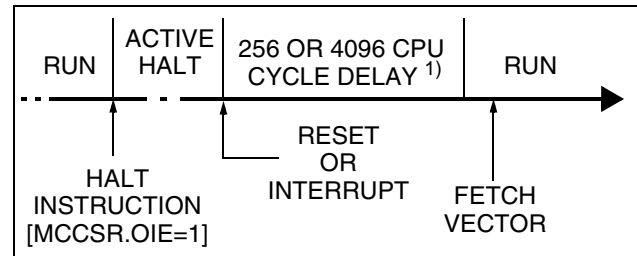 RUN
ACTIVE
HALT
256 OR 4096 CPU
CYCLE DELAY 1)
RUN
HALT
INSTRUCTION
[MCCSR.OIE=1]
RESET
OR
INTERRUPT
FETCH
VECTOR